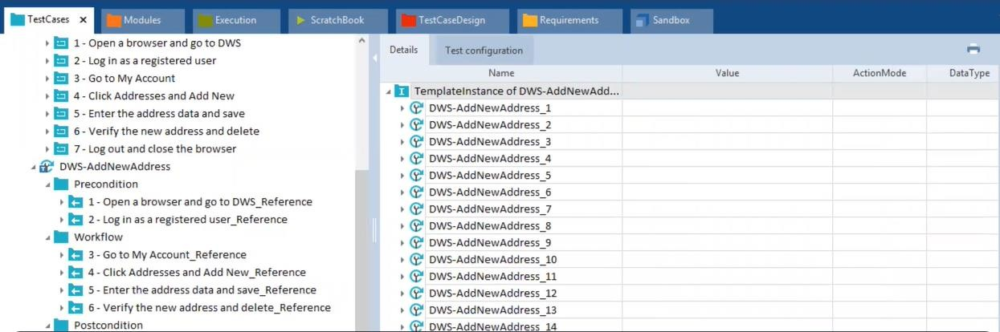 TestCases Modules Execution ScratchBook TestCaseDesign Requirements Sandbox
1 - Open a browser and go to DWS
2 - Log in as a registered user
3 - Go to My Account
4 - Click Addresses and Add New
5 - Enter the address data and save
6 - Verify the new address and delete
7 - Log out and close the browser
DWS-AddNewAddress
Precondition
1 - Open a browser and go to DWS_Reference
2 - Log in as a registered user_Reference
Workflow
3 - Go to My Account_Reference
4 - Click Addresses and Add New_Reference
5 - Enter the address data and save_Reference
6 - Verify the new address and delete_Reference
Postcondition
Details Test configuration
Name Value ActionMode DataType
TemplateInstance of DWS-AddNewAdd...
DWS-AddNewAddress_1
DWS-AddNewAddress_2
DWS-AddNewAddress_3
DWS-AddNewAddress_4
DWS-AddNewAddress_5
DWS-AddNewAddress_6
DWS-AddNewAddress_7
DWS-AddNewAddress_8
DWS-AddNewAddress_9
DWS-AddNewAddress_10
DWS-AddNewAddress_11
DWS-AddNewAddress_12
DWS-AddNewAddress_13
DWS-AddNewAddress_14